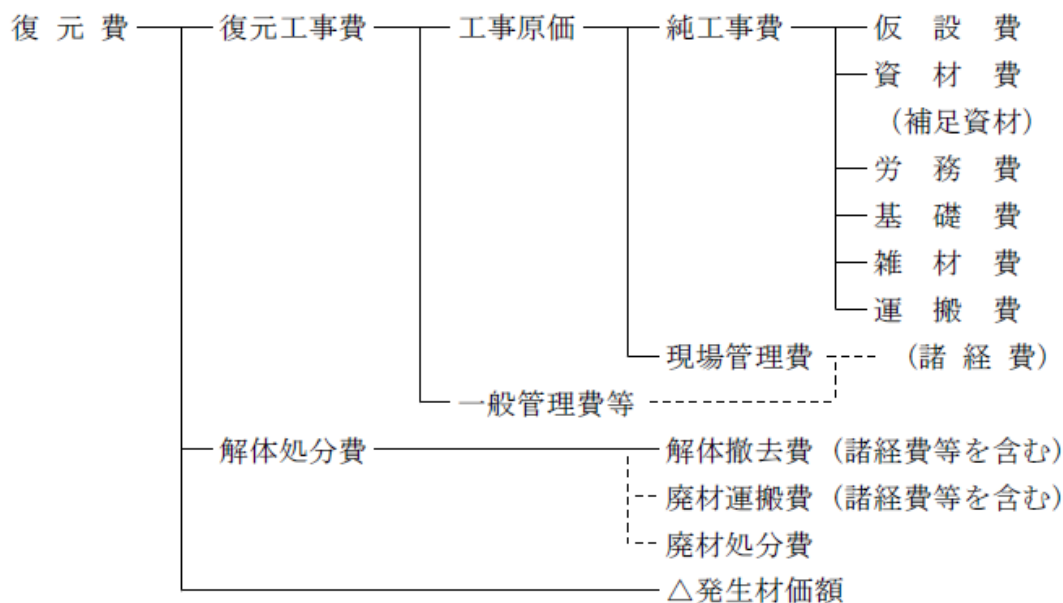 復元費 復元工事費 工事原価 純工事費 仮設費
資材費
（補足資材）
労務費
基礎費
雑材費
運搬費
現場管理費 （諸経費）
一般管理費等
解体処分費 解体撤去費（諸経費等を含む）
廃材運搬費（諸経費等を含む）
廃材処分費
△発生材価額